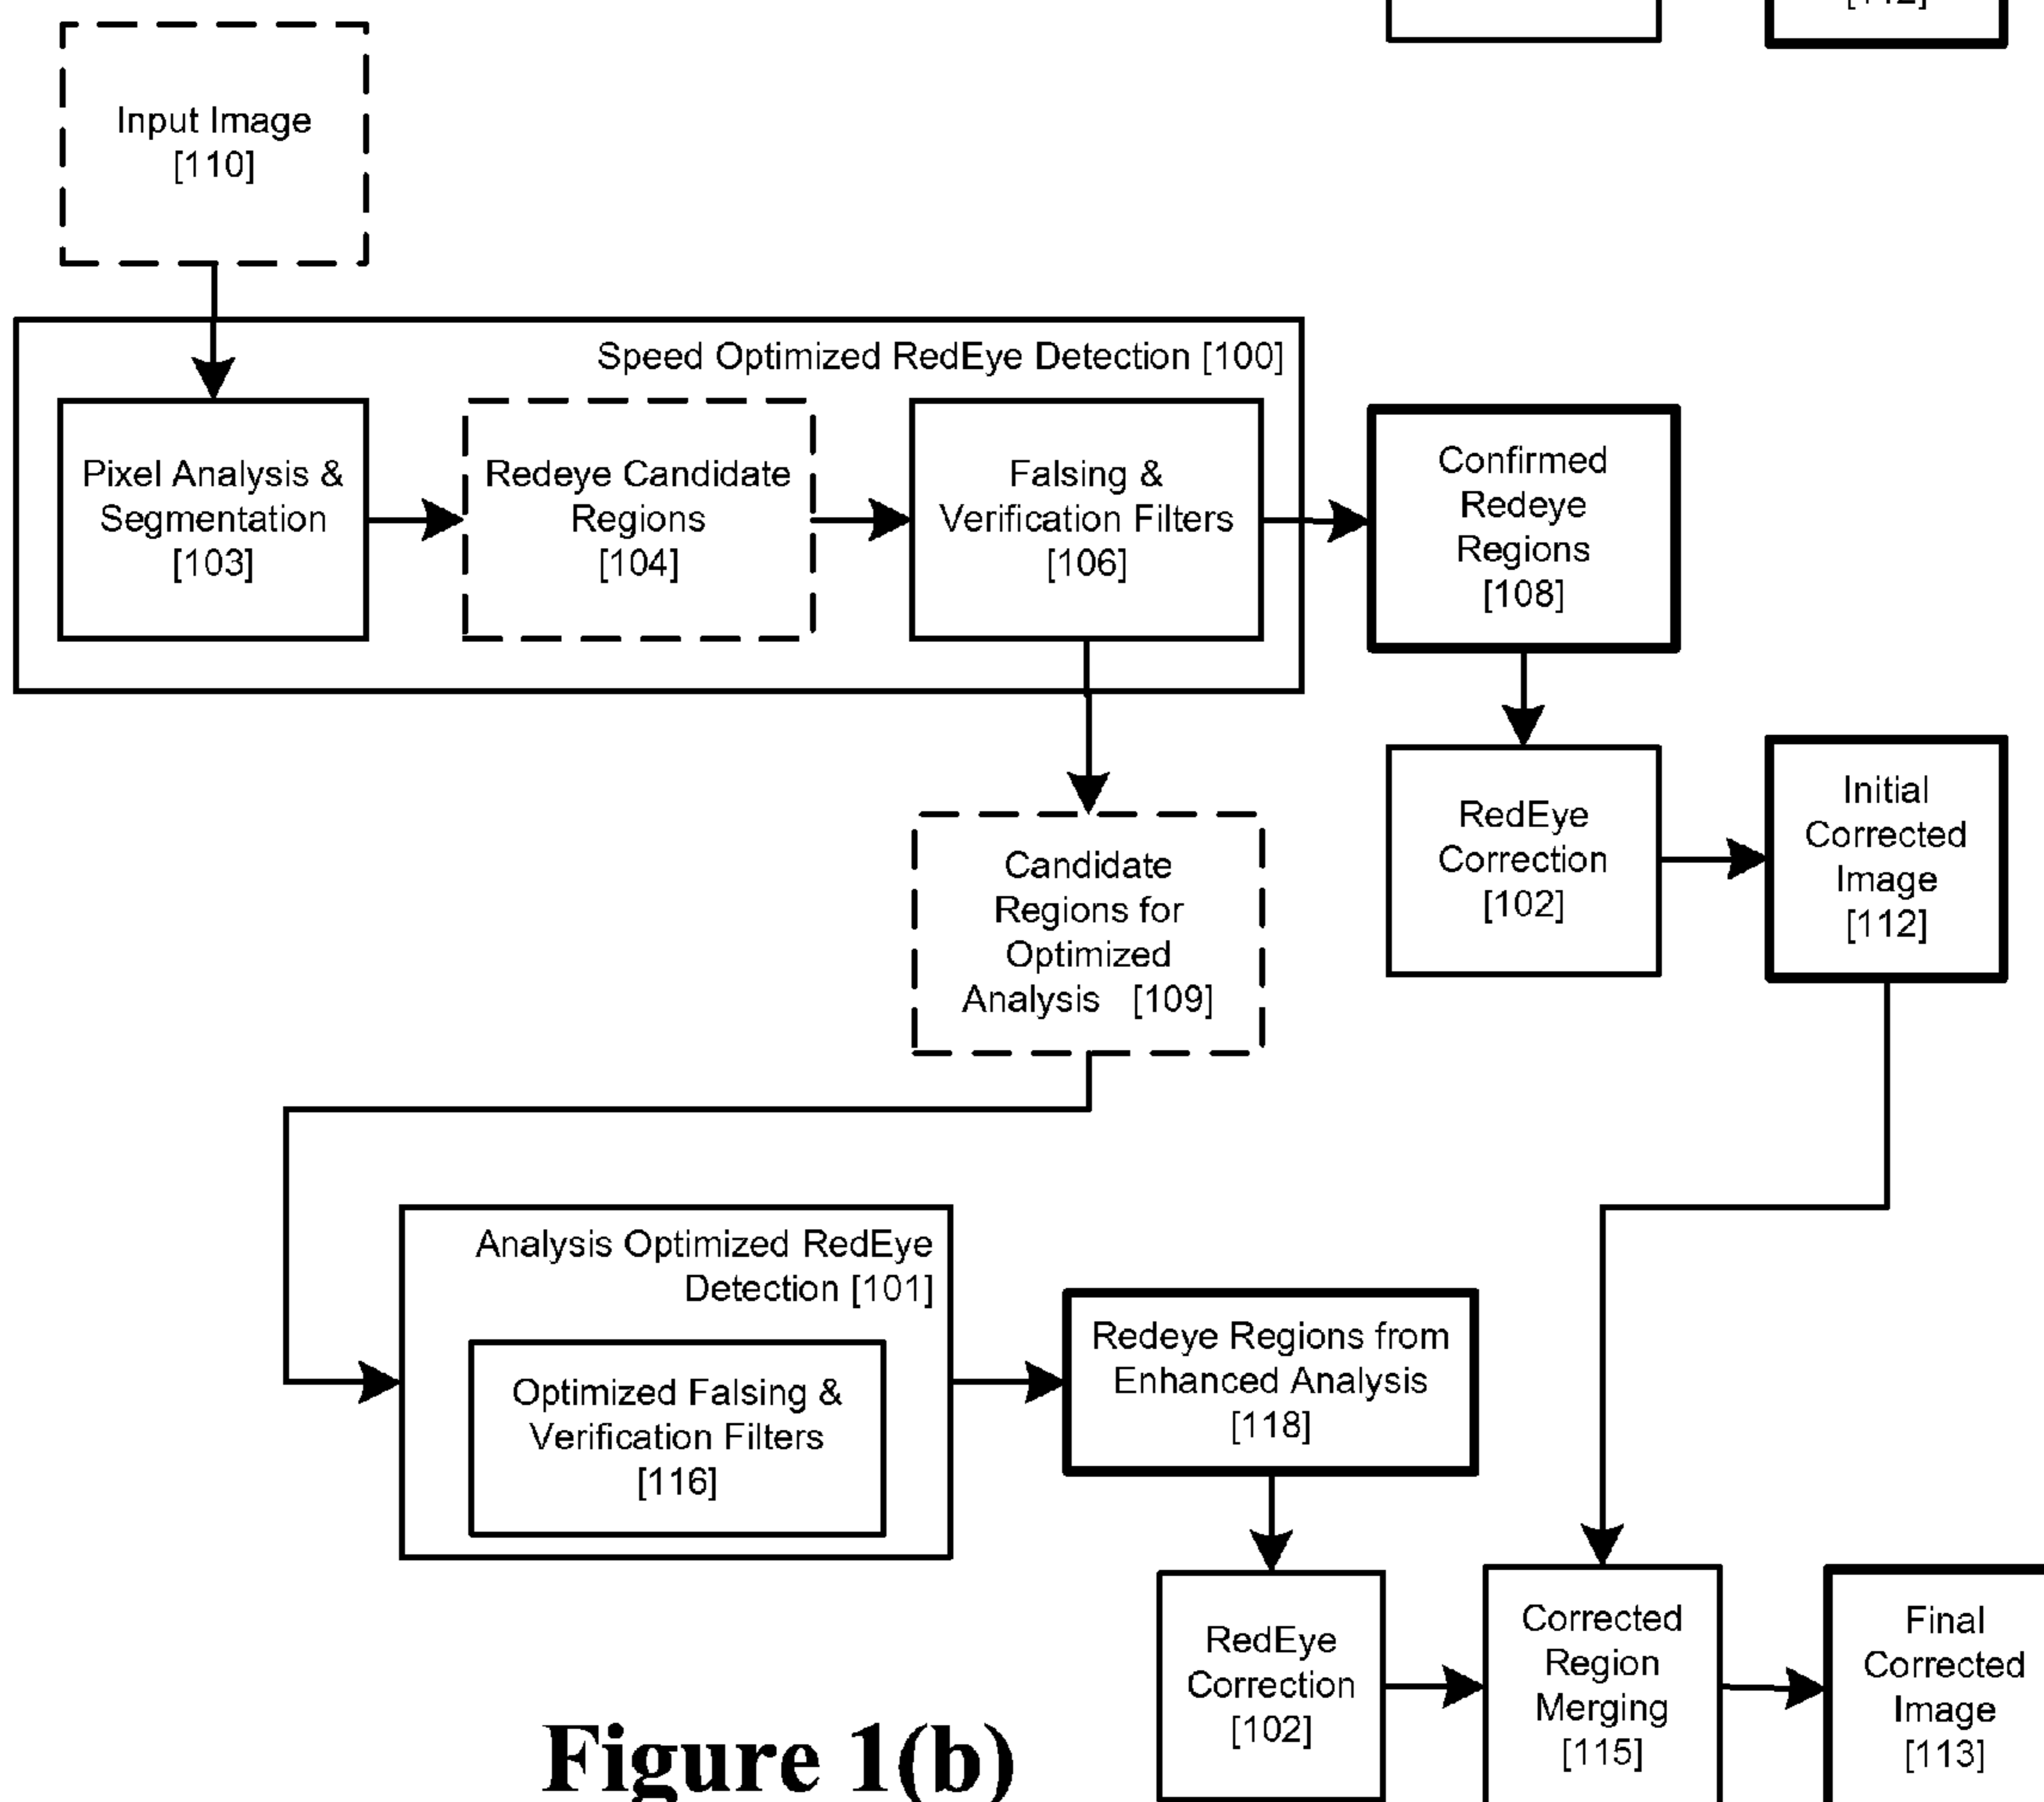 Input Image
[110]
Speed Optimized RedEye Detection [100]
Pixel Analysis &
Segmentation
[103]
Redeye Candidate
Regions
[104]
Falsing &
Verification Filters
[106]
Confirmed
Redeye
Regions
[108]
RedEye
Correction
[102]
Initial
Corrected
Image
[112]
Candidate
Regions for
Optimized
Analysis [109]
Analysis Optimized RedEye
Detection [101]
Optimized Falsing &
Verification Filters
[116]
Redeye Regions from
Enhanced Analysis
[118]
RedEye
Correction
[102]
Corrected
Region
Merging
[115]
Final
Corrected
Image
[113]
Figure 1(b)